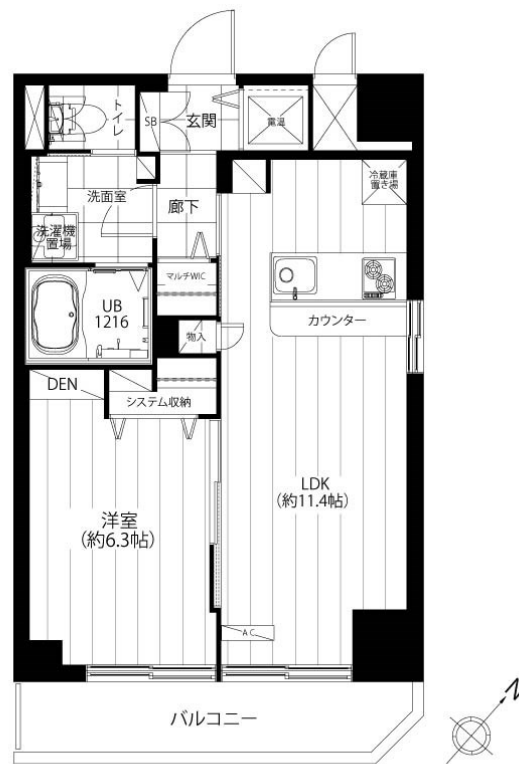 トイレ
SB
玄関
電温
冷蔵庫
置き場
洗面室
廊下
洗濯機
置場
マルチWIC
UB
1216
物入
カウンター
DEN
システム収納
LDK
(約11.4帖)
洋室
(約6.3帖)
AC
バルコニー
N